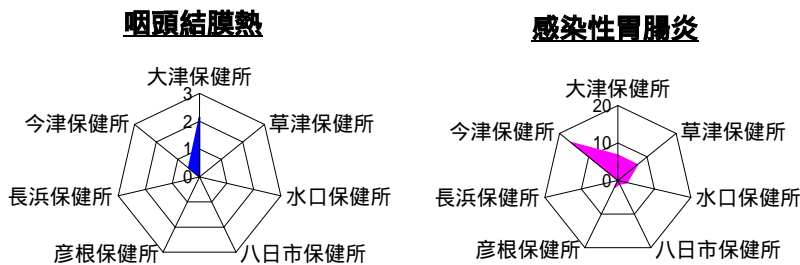 咽頭結膜熱
大津保健所
草津保健所
水口保健所
八日市保健所
彦根保健所
長浜保健所
今津保健所
3
2
1
0
感染性胃腸炎
大津保健所
草津保健所
水口保健所
八日市保健所
彦根保健所
長浜保健所
今津保健所
20
10
0